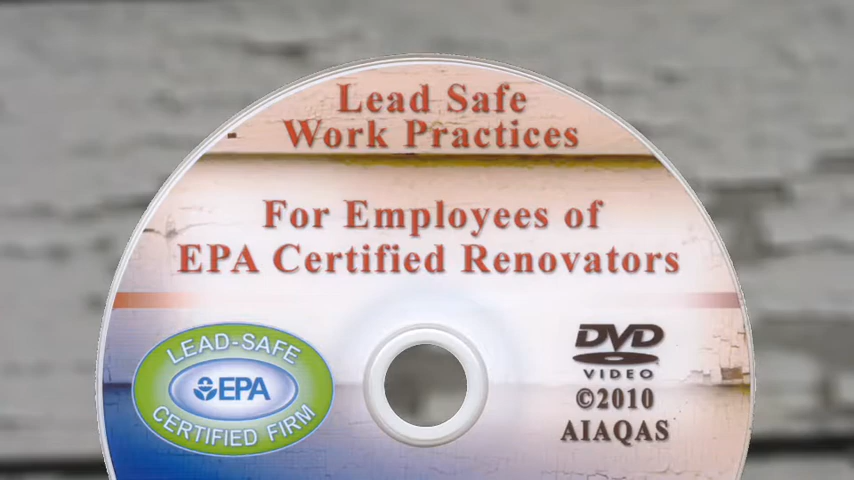 Lead Safe
Work Practices
For Employees of
EPA Certified Renovators
LEAD-SAFE
EPA
CERTIFIED FIRM
DVD
VIDEO
©2010
AIAQAS